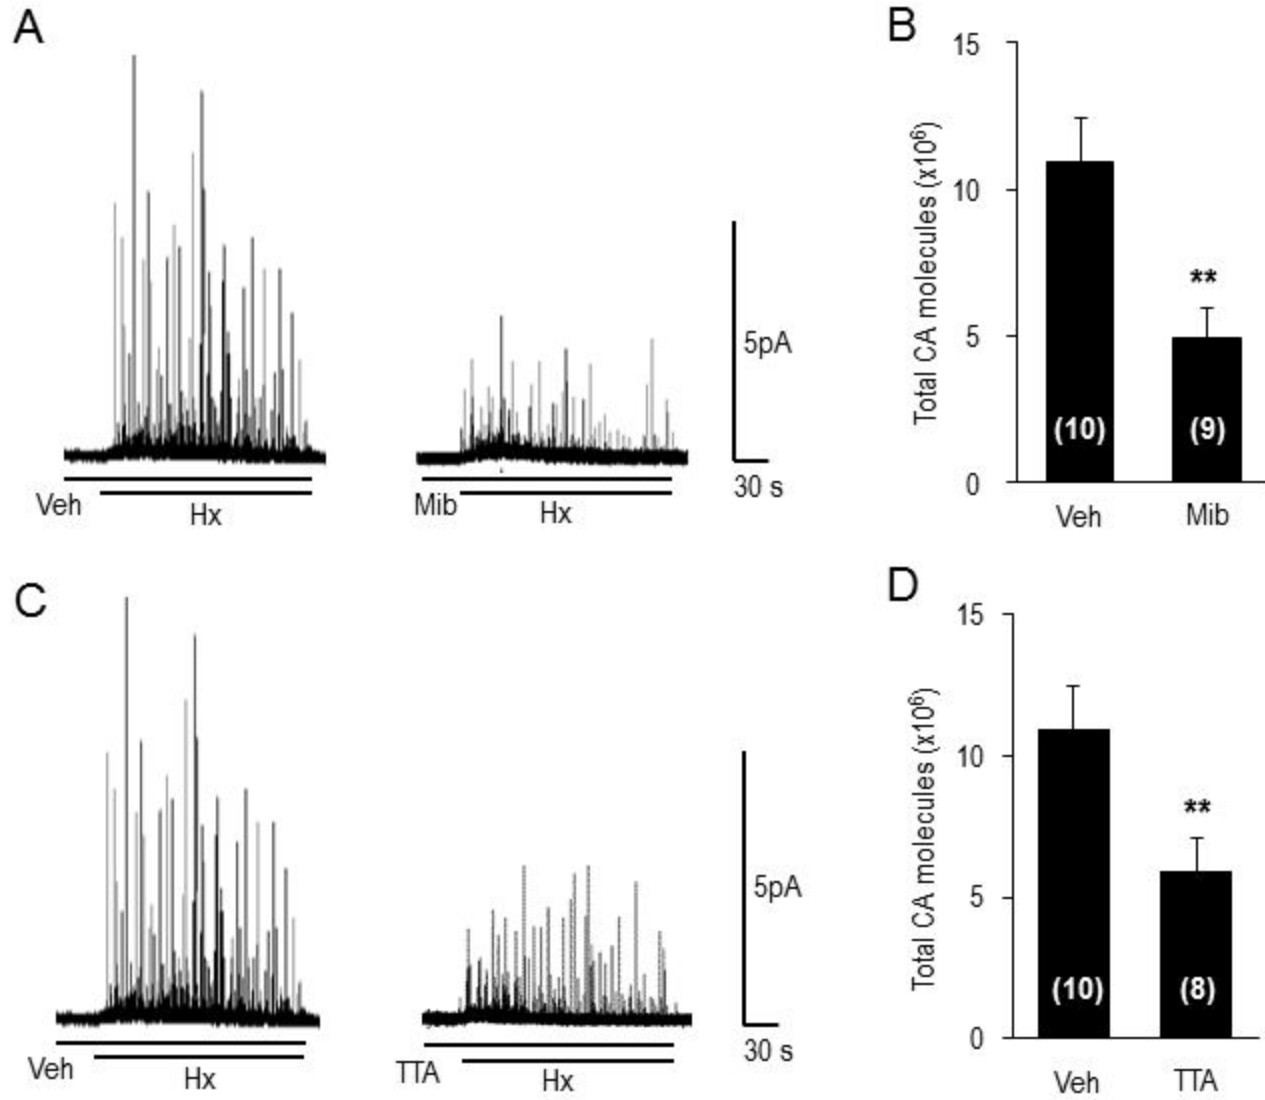 A
5pA
30 s
Veh
Hx
Mib
Hx
B
Total CA molecules (x10⁶)
15
10
5
0
**
(10)
(9)
Veh
Mib
C
5pA
30 s
Veh
Hx
TTA
Hx
D
Total CA molecules (x10⁶)
15
10
5
0
**
(10)
(8)
Veh
TTA